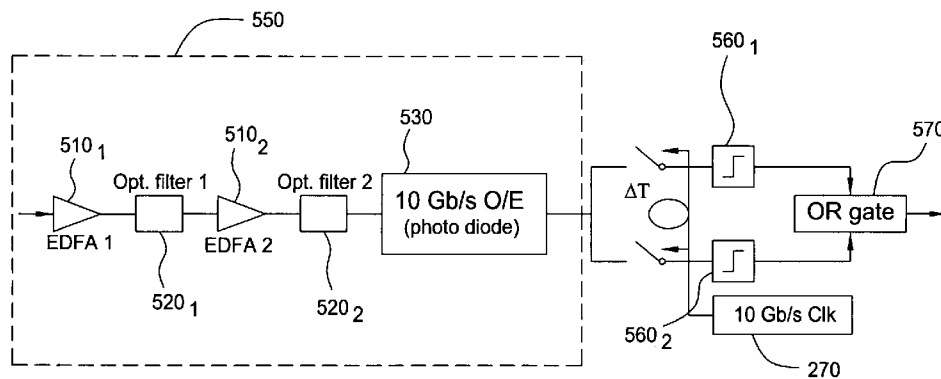 550
560 1
510 1
510 2
530
570
Opt. filter 1
Opt. filter 2
10 Gb/s O/E
(photo diode)
ΔT
OR gate
EDFA 1
EDFA 2
520 1
520 2
560 2
10 Gb/s Clk
270